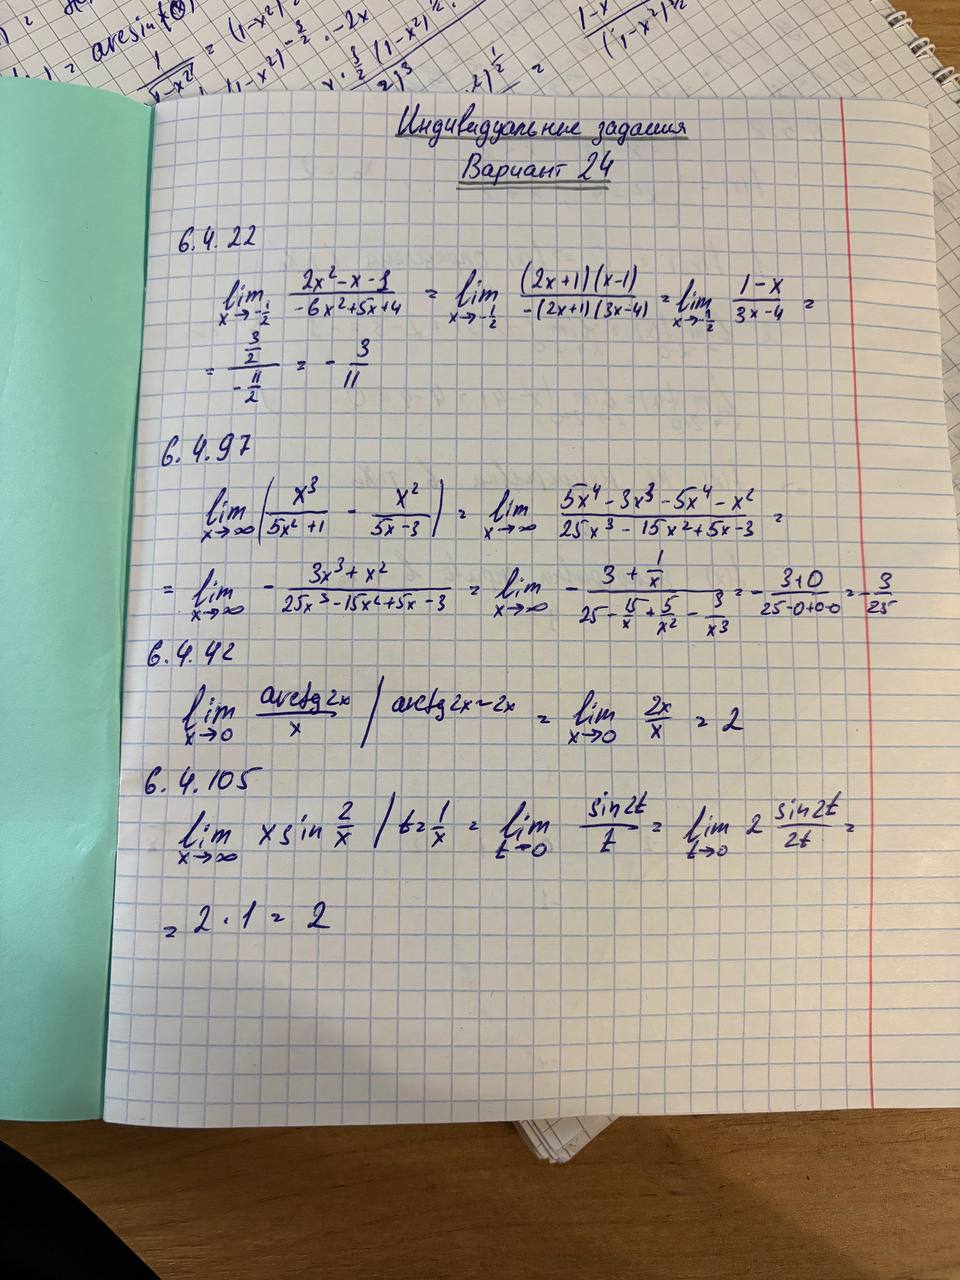 arcsin(
Индивидуальные задания
Вариант 24
6.4.22
lim x→-1/2 (2x²-x-1)/(-6x²+5x+4) = lim x→-1/2 ((2x+1)(x-1))/(-(2x+1)(3x-4)) = lim x→-1/2 (1-x)/(3x-4) =
= (3/2)/(-11/2) = -3/11
6.4.97
lim x→∞ (x³/(5x²+1) - x²/(5x-3)) = lim x→∞ (5x⁴-3x³-5x⁴-x²)/(25x³-15x²+5x-3) =
= lim x→∞ -(3x³+x²)/(25x³-15x²+5x-3) = lim x→∞ -(3+1/x)/(25-15/x+5/x²-3/x³) = -(3+0)/(25-0+0-0) = -3/25
6.4.42
lim x→0 arctg2x/x | arctg2x~2x = lim x→0 2x/x = 2
6.4.105
lim x→∞ x sin 2/x | t=1/x = lim t→0 sin2t/t = lim t→0 2 sin2t/2t =
= 2·1 = 2